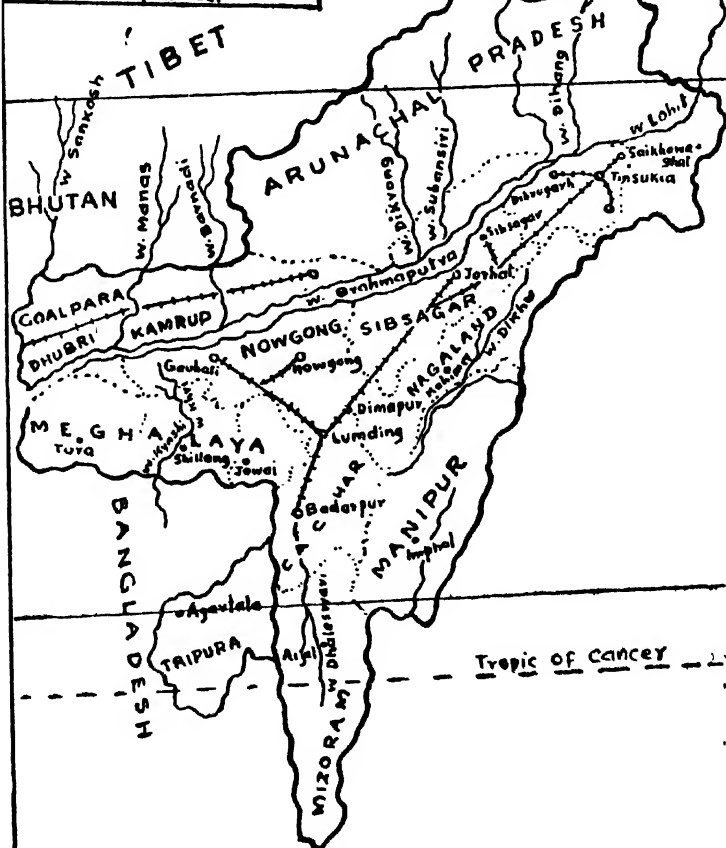 TIBET
ARUNACHAL PRADESH
W Sankosh
BHUTAN
W. Manas
W. Barnadi
W. Dikrong
W. Subansiri
W. Dihang
W Lohit
Saikhowa Ghat
Tinsukia
Dibrugarh
Sibsagar
Jorhat
W. Brahmaputra
GOALPARA
DHUBRI
KAMRUP
NOWGONG
SIBSAGAR
Nowgong
NAGALAND
Kohima
W. Dikhu
Dimapur
Lumding
MEGHALAYA
Tura
Shillong
Jowai
Badarpur
CACHAR
MANIPUR
Imphal
BANGLADESH
Agartala
TRIPURA
Aijal
W Dhaleswari
MIZORAM
Tropic of Cancer